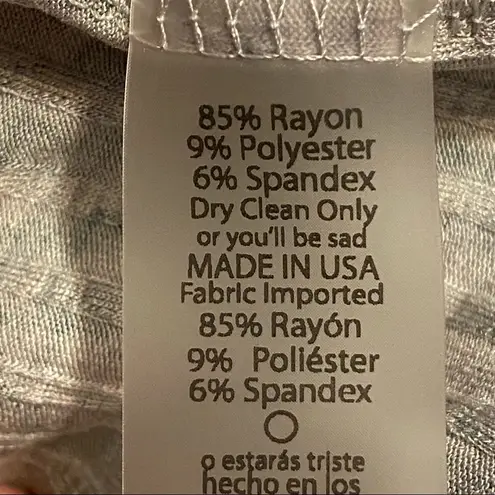 85% Rayon
9% Polyester
6% Spandex
Dry Clean Only
or you'll be sad
MADE IN USA
Fabric Imported
85% Rayón
9% Poliéster
6% Spandex
o estarás triste
hecho en los